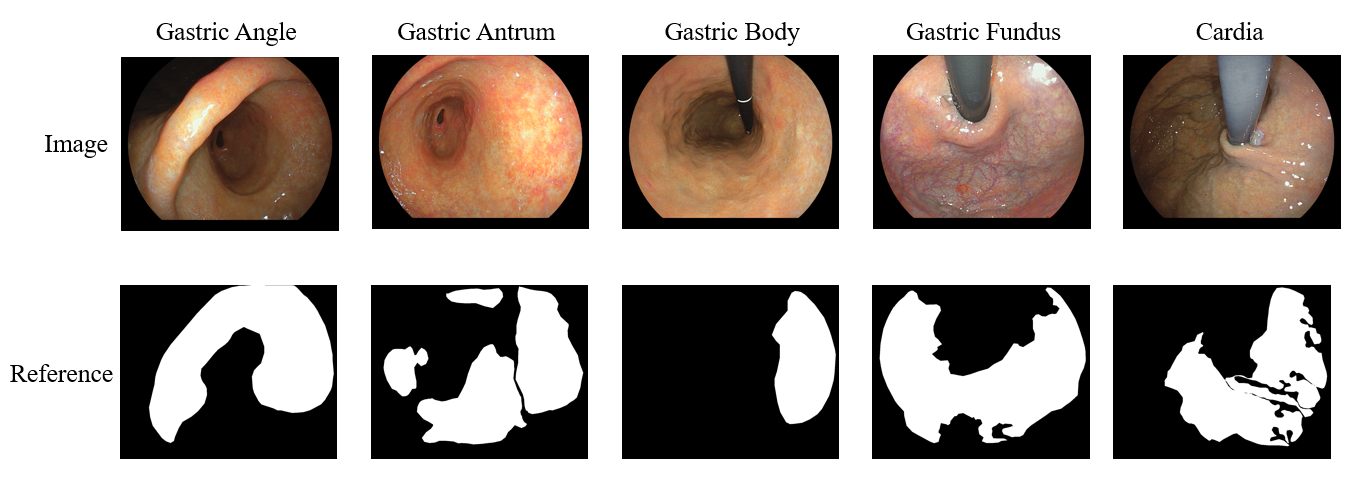 Gastric Angle
Gastric Antrum
Gastric Body
Gastric Fundus
Cardia
Image
Reference